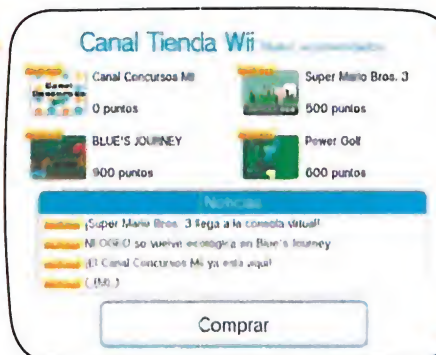 Canal Tienda Wii Títulos recomendados
Canal Concursos Mii
0 puntos
Super Mario Bros. 3
500 puntos
BLUE'S JOURNEY
900 puntos
Power Golf
600 puntos
Noticias
¡Super Mario Bros. 3 llega a la consola virtual!
NEOGEO se vuelve ecológica en Blue's Journey
¡El Canal Concursos Mii ya está aquí!
Comprar